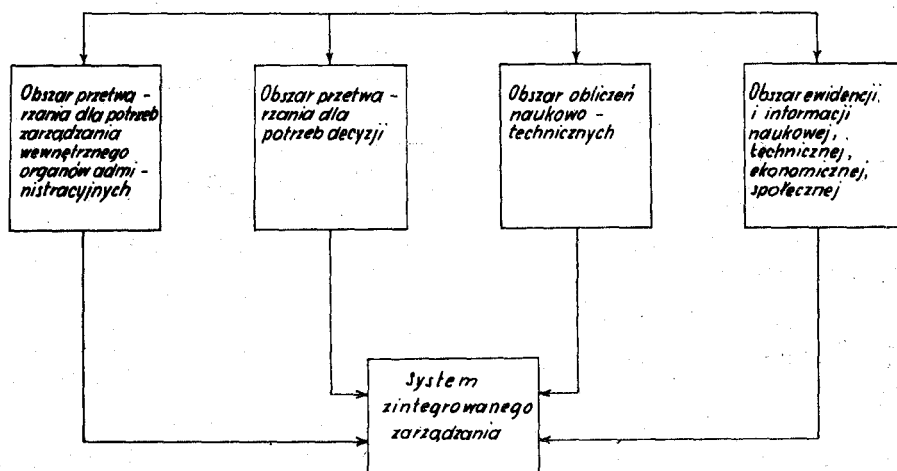 Obszar przetwa-
rzania dla potrzeb
zarządzania
wewnętrznego
organów admi-
nistracyjnych
Obszar przetwa-
rzania dla
potrzeb decyzji
Obszar obliczeń
naukowo-
technicznych
Obszar ewidencji
i informacji
naukowej,
technicznej,
ekonomicznej,
społecznej
System
zintegrowanego
zarządzania